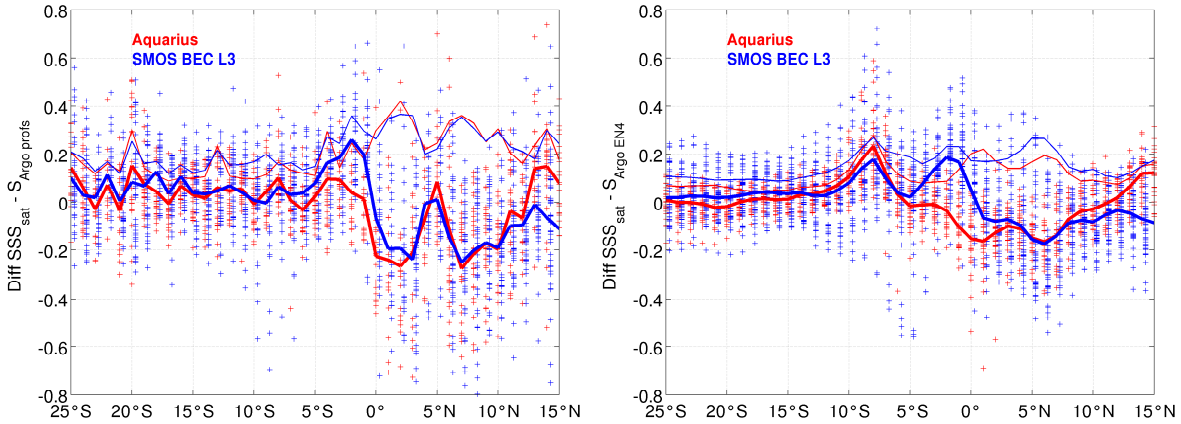 Diff SSS_sat - S_Argo profs
0.8
0.6
0.4
0.2
0
-0.2
-0.4
-0.6
-0.8
Aquarius
SMOS BEC L3
25°S 20°S 15°S 10°S 5°S 0° 5°N 10°N 15°N
Diff SSS_sat - S_Argo EN4
0.8
0.6
0.4
0.2
0
-0.2
-0.4
-0.6
-0.8
Aquarius
SMOS BEC L3
25°S 20°S 15°S 10°S 5°S 0° 5°N 10°N 15°N